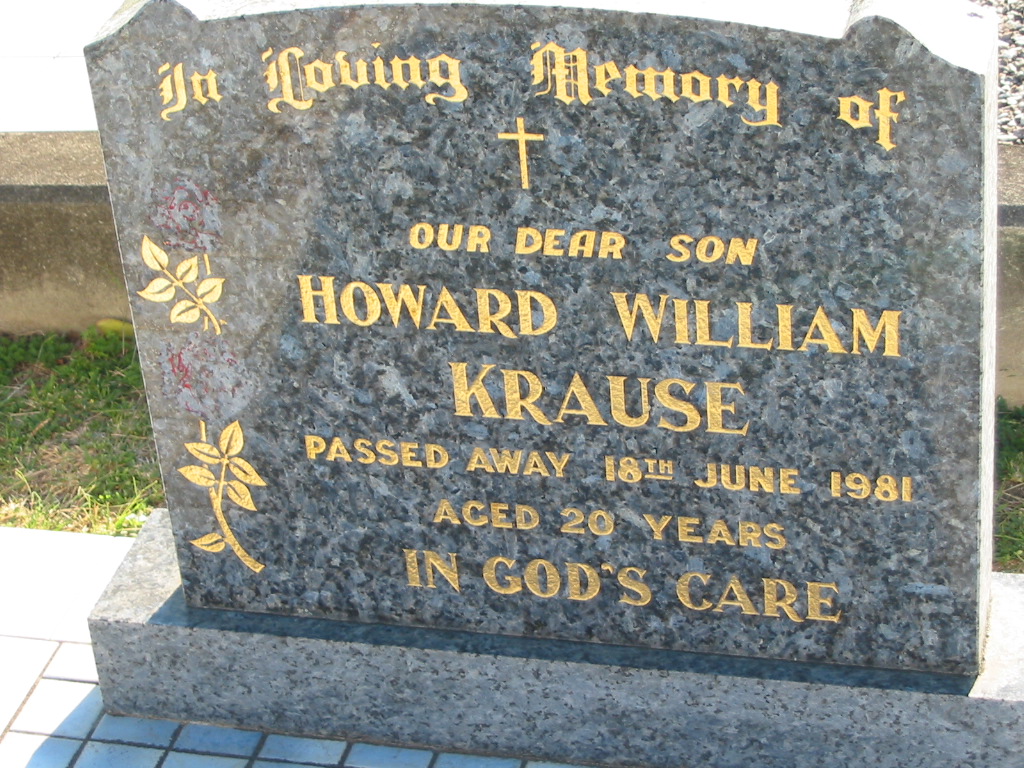 In Loving Memory of
OUR DEAR SON
HOWARD WILLIAM
KRAUSE
PASSED AWAY 18TH JUNE 1981
AGED 20 YEARS
IN GOD'S CARE